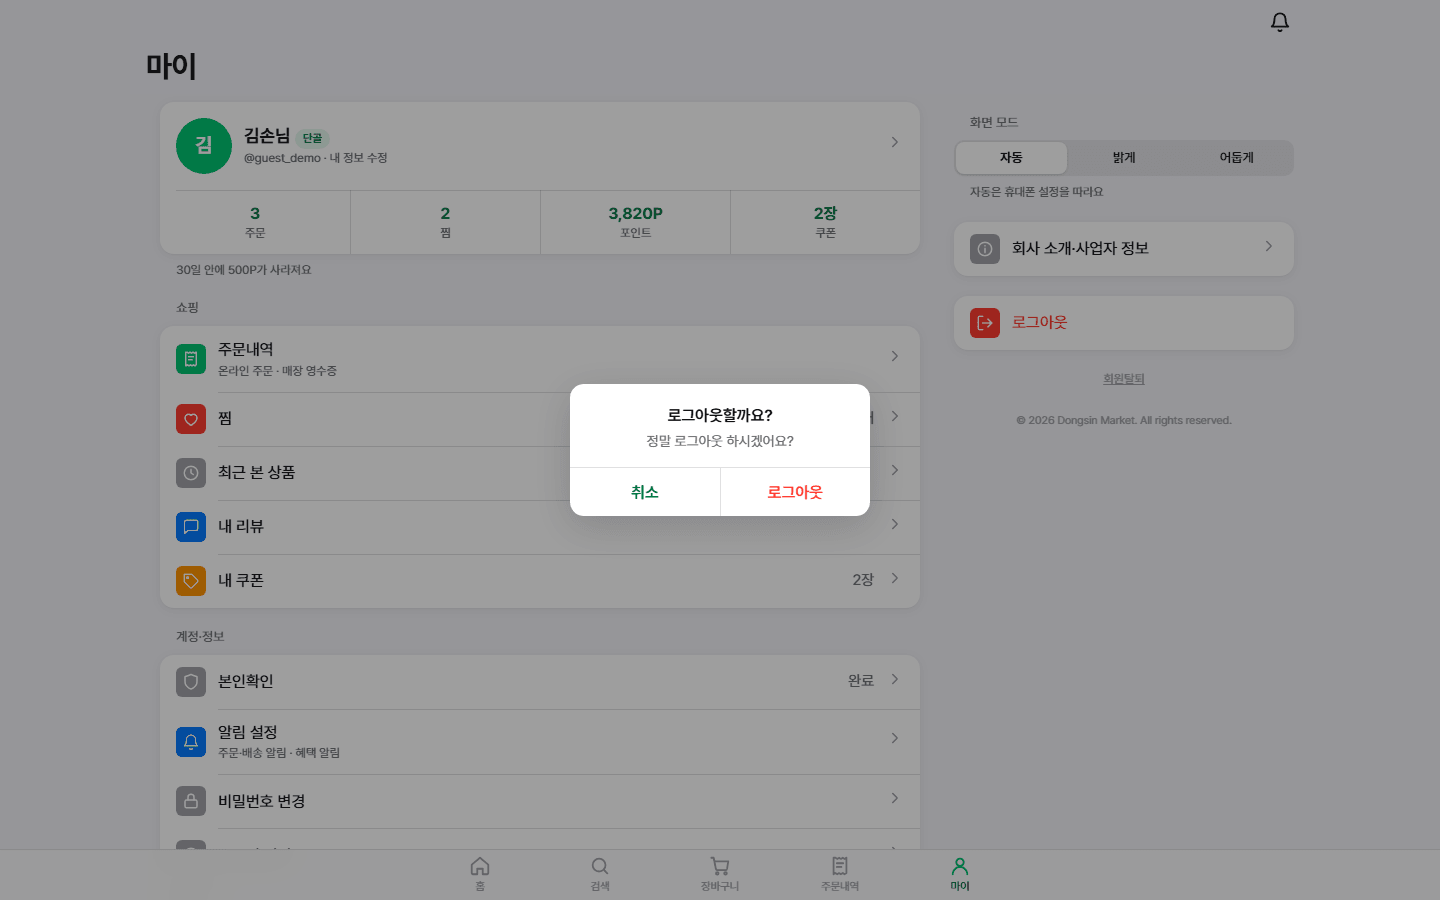 마이
김
김손님 단골
@guest_demo · 내 정보 수정
3
주문
2
찜
3,820P
포인트
2장
쿠폰
30일 안에 500P가 사라져요
쇼핑
주문내역
온라인 주문 · 매장 영수증
찜
최근 본 상품
내 리뷰
내 쿠폰
2장
계정·정보
본인확인
완료
알림 설정
주문·배송 알림 · 혜택 알림
비밀번호 변경
화면 모드
자동
밝게
어둡게
자동은 휴대폰 설정을 따라요
회사 소개·사업자 정보
로그아웃
회원탈퇴
© 2026 Dongsin Market. All rights reserved.
로그아웃할까요?
정말 로그아웃 하시겠어요?
취소
로그아웃
홈
검색
장바구니
주문내역
마이